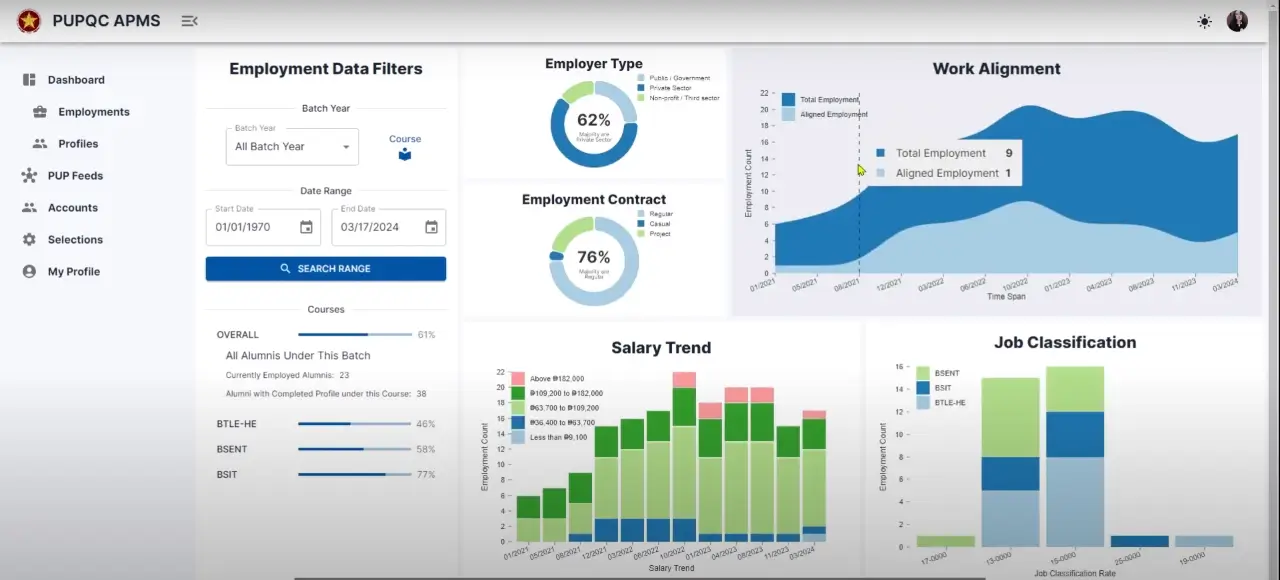 PUPQC APMS
Dashboard
Employments
Profiles
PUP Feeds
Accounts
Selections
My Profile
Employment Data Filters
Batch Year
Batch Year
All Batch Year
Course
Date Range
Start Date
01/01/1970
End Date
03/17/2024
SEARCH RANGE
Courses
OVERALL 61%
All Alumnis Under This Batch
Currently Employed Alumnis: 23
Alumni with Completed Profile under this Course: 38
BTLE-HE 46%
BSENT 58%
BSIT 77%
Employer Type
Public / Government
Private Sector
Non-profit / Third sector
62%
Majority are
Private Sector
Employment Contract
Regular
Casual
Project
76%
Majority are
Regular
Work Alignment
Total Employment
Aligned Employment
Total Employment 9
Aligned Employment 1
Employment Count
22
20
18
16
14
12
10
8
6
4
2
0
01/2021 05/2021 08/2021 12/2021 03/2022 06/2022 10/2022 01/2023 04/2023 08/2023 11/2023 03/2024
Time Span
Salary Trend
Above ₱182,000
₱109,200 to ₱182,000
₱63,700 to ₱109,200
₱36,400 to ₱63,700
Less than ₱9,100
Employment Count
22
20
18
16
14
12
10
8
6
4
2
0
01/2021 05/2021 08/2021 12/2021 03/2022 06/2022 10/2022 01/2023 04/2023 08/2023 11/2023 03/2024
Salary Trend
Job Classification
BSENT
BSIT
BTLE-HE
Employment Count
16
14
12
10
8
6
4
2
0
17-0000 13-0000 15-0000 25-0000 19-0000
Job Classification Rate